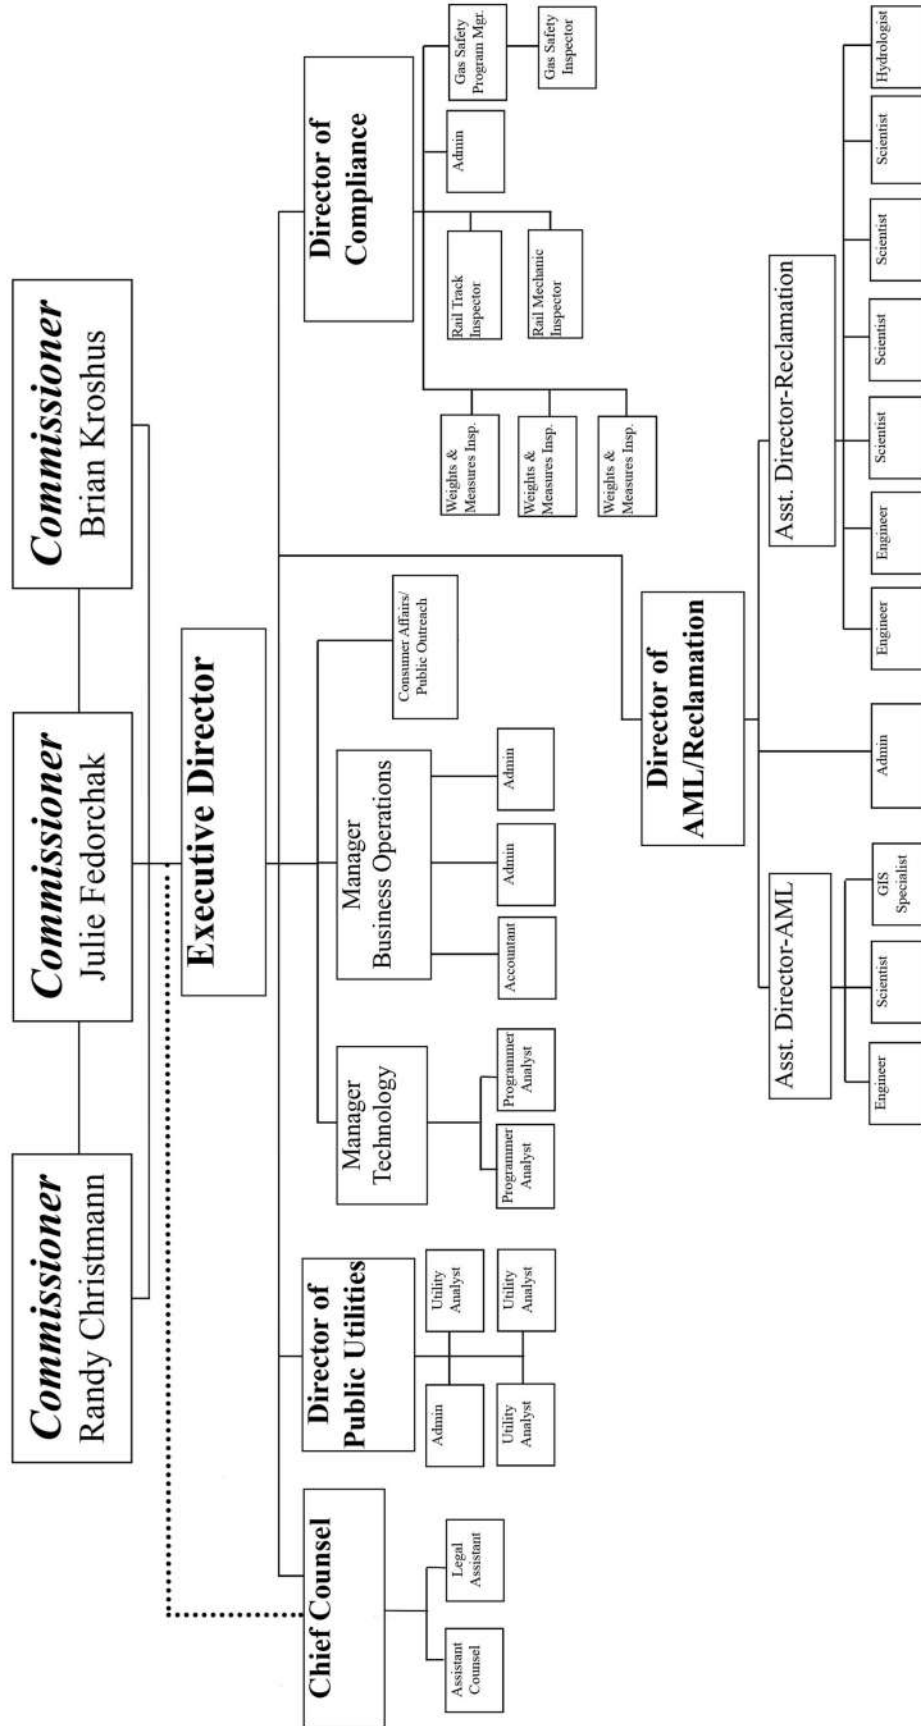 Commissioner
Randy Christmann
Commissioner
Julie Fedorchak
Commissioner
Brian Kroshus
Executive Director
Chief Counsel
Assistant
Counsel
Legal
Assistant
Director of
Public Utilities
Admin
Utility
Analyst
Utility
Analyst
Utility
Analyst
Manager
Technology
Programmer
Analyst
Programmer
Analyst
Manager
Business Operations
Accountant
Admin
Admin
Consumer Affairs/
Public Outreach
Director of
Compliance
Weights &
Measures Insp.
Weights &
Measures Insp.
Weights &
Measures Insp.
Rail Track
Inspector
Rail Mechanic
Inspector
Admin
Gas Safety
Program Mgr.
Gas Safety
Inspector
Director of
AML/Reclamation
Asst. Director-AML
Engineer
Scientist
GIS
Specialist
Admin
Asst. Director-Reclamation
Engineer
Engineer
Scientist
Scientist
Scientist
Scientist
Hydrologist